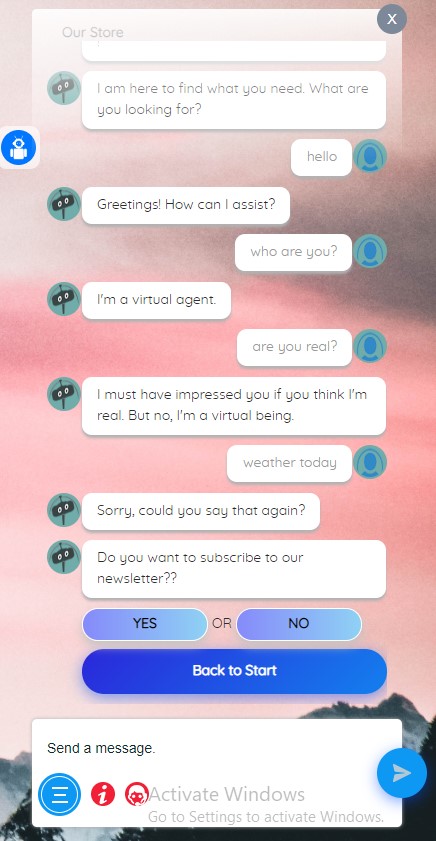 X
Our Store
I am here to find what you need. What are
you looking for?
hello
Greetings! How can I assist?
who are you?
I'm a virtual agent.
are you real?
I must have impressed you if you think I'm
real. But no, I'm a virtual being.
weather today
Sorry, could you say that again?
Do you want to subscribe to our
newsletter??
YES OR NO
Back to Start
Send a message.
i
Activate Windows
Go to Settings to activate Windows.